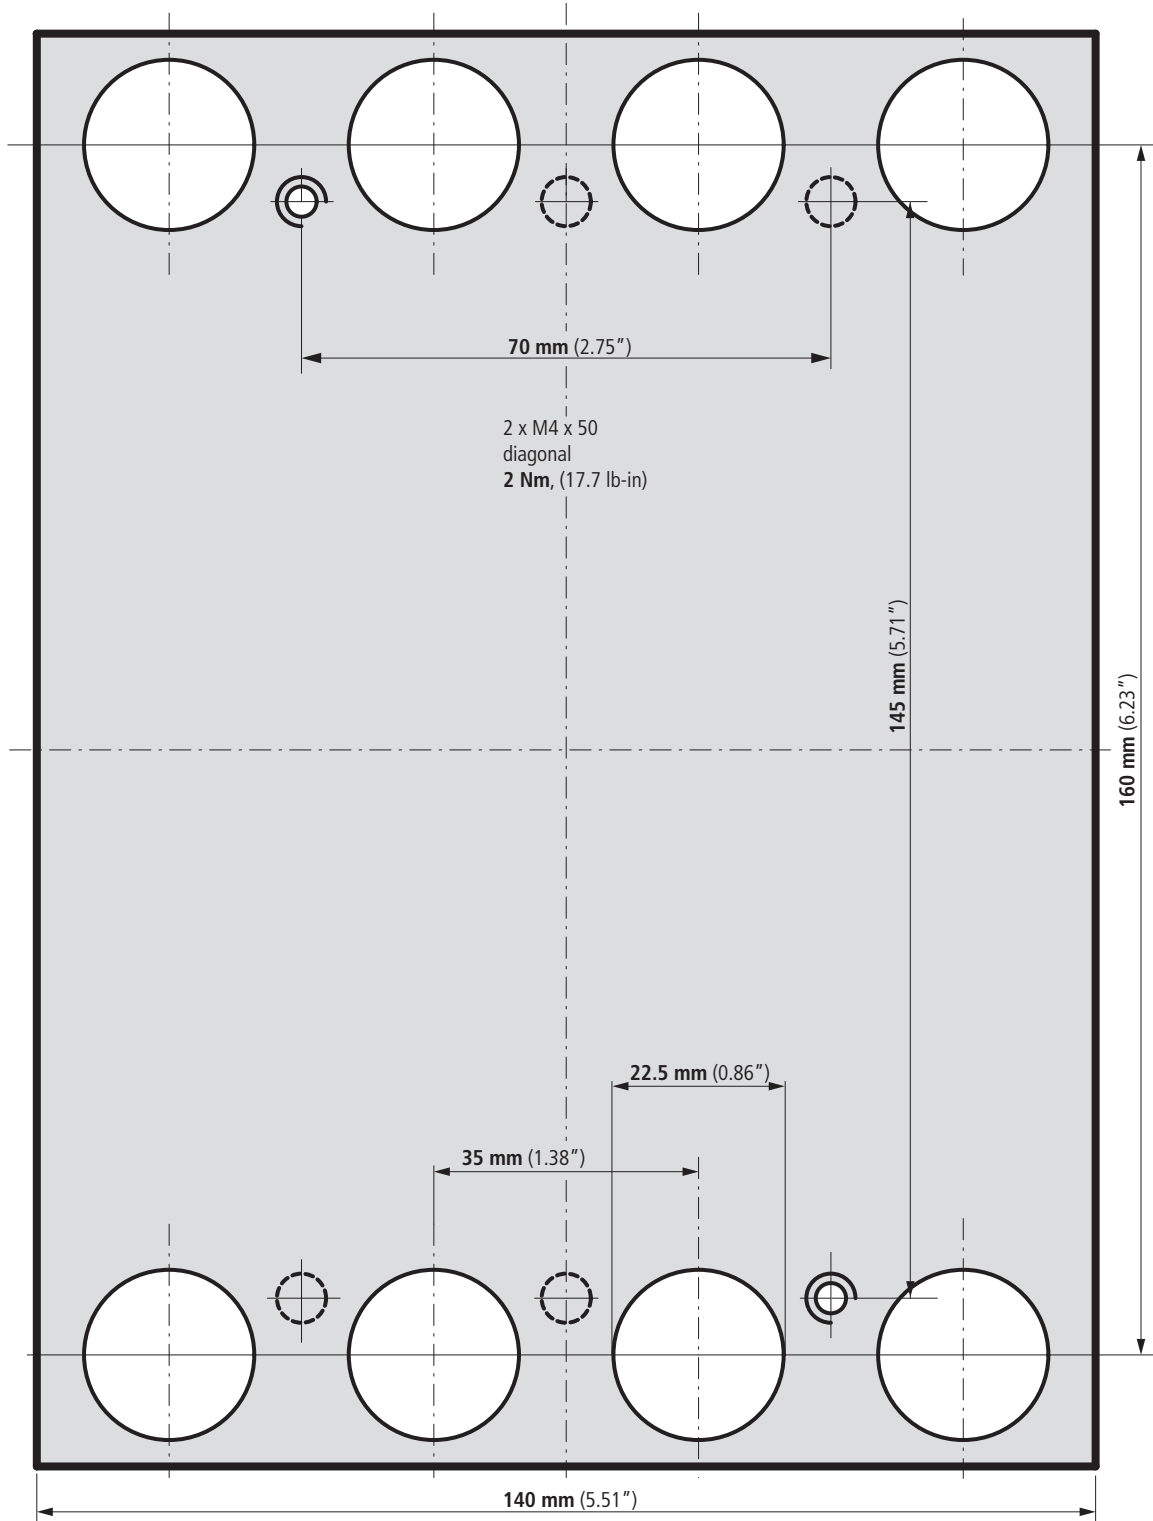 70 mm (2.75″)
2 x M4 x 50
diagonal
2 Nm, (17.7 lb-in)
145 mm (5.71″)
160 mm (6.23″)
22.5 mm (0.86″)
35 mm (1.38″)
140 mm (5.51″)